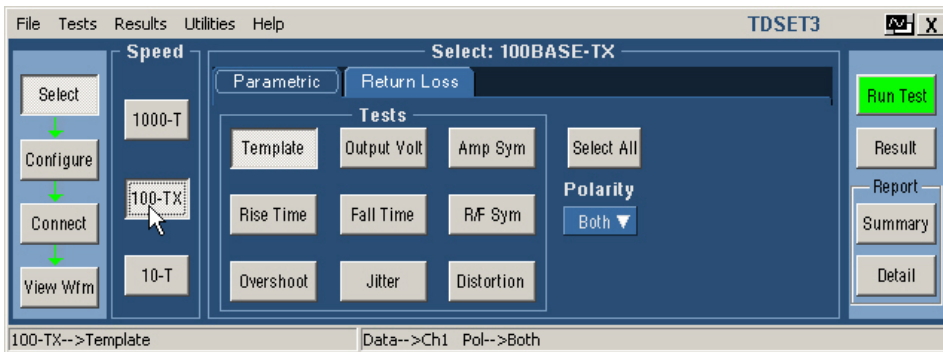 File Tests Results Utilities Help TDSET3 X
Speed
Select: 100BASE-TX
Select
Configure
Connect
View Wfm
1000-T
100-TX
10-T
Parametric Return Loss
Tests
Template Output Volt Amp Sym Select All
Rise Time Fall Time R/F Sym
Polarity
Both
Overshoot Jitter Distortion
Run Test
Result
Report
Summary
Detail
100-TX-->Template Data-->Ch1 Pol-->Both